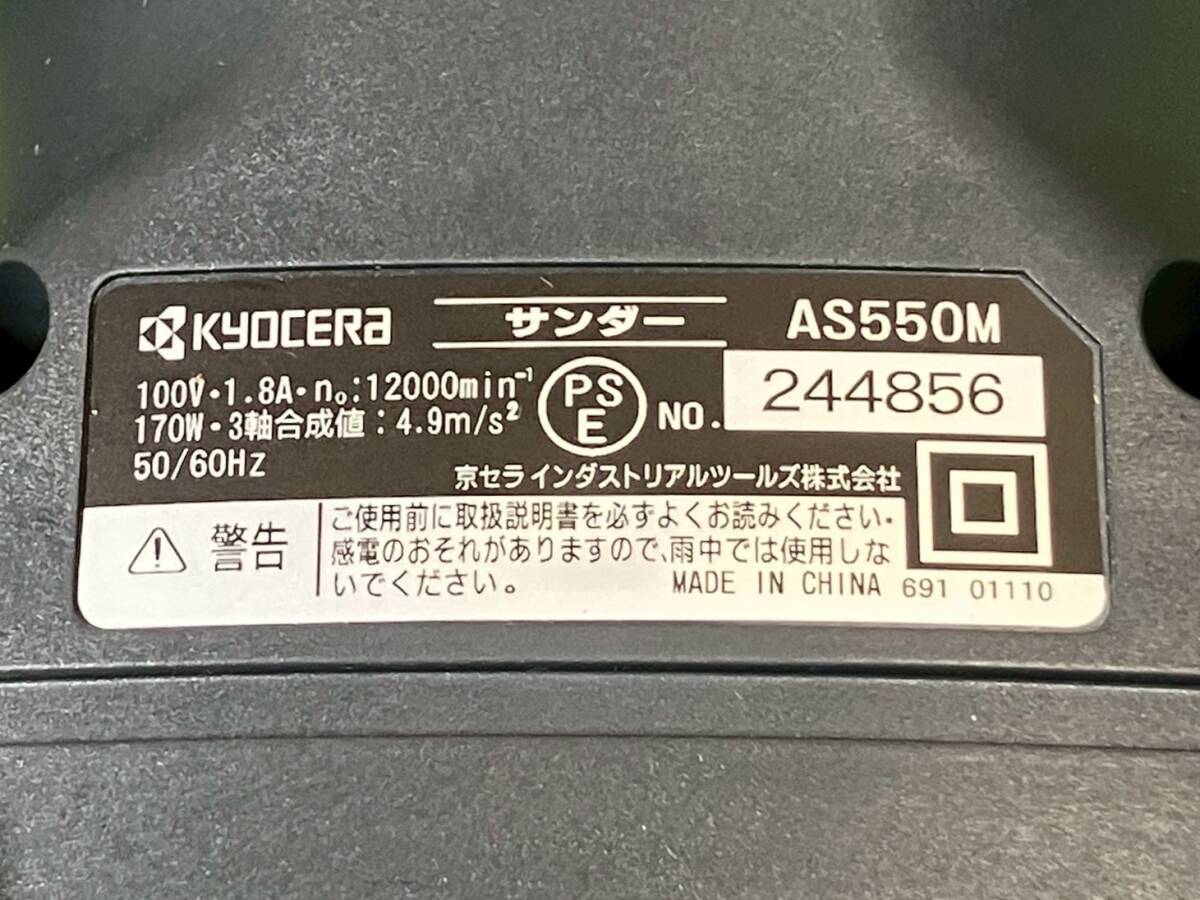 KYOCERA サンダー AS550M
100V・1.8A・n₀:12000min⁻¹
170W・3軸合成値:4.9m/s²
50/60Hz
PS
E
NO. 244856
京セラ インダストリアルツールズ株式会社
警告
ご使用前に取扱説明書を必ずよくお読みください・
感電のおそれがありますので、雨中では使用しな
いでください。
MADE IN CHINA 691 01110